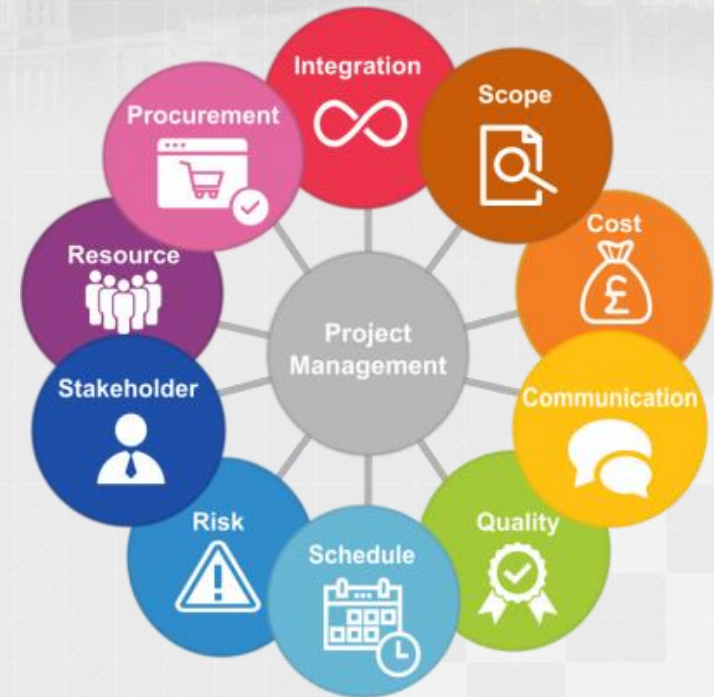 Integration
Scope
Cost
£
Communication
Quality
Schedule
Risk
Stakeholder
Resource
Procurement
Project
Management